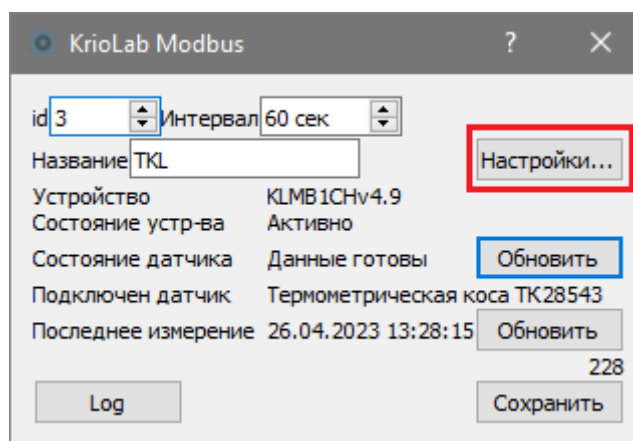 KrioLab Modbus ?
id 3 Интервал 60 сек
Название TKL Настройки...
Устройство KLMB1CHv4.9
Состояние устр-ва Активно
Состояние датчика Данные готовы Обновить
Подключен датчик Термометрическая коса TK28543
Последнее измерение 26.04.2023 13:28:15 Обновить
228
Log Сохранить